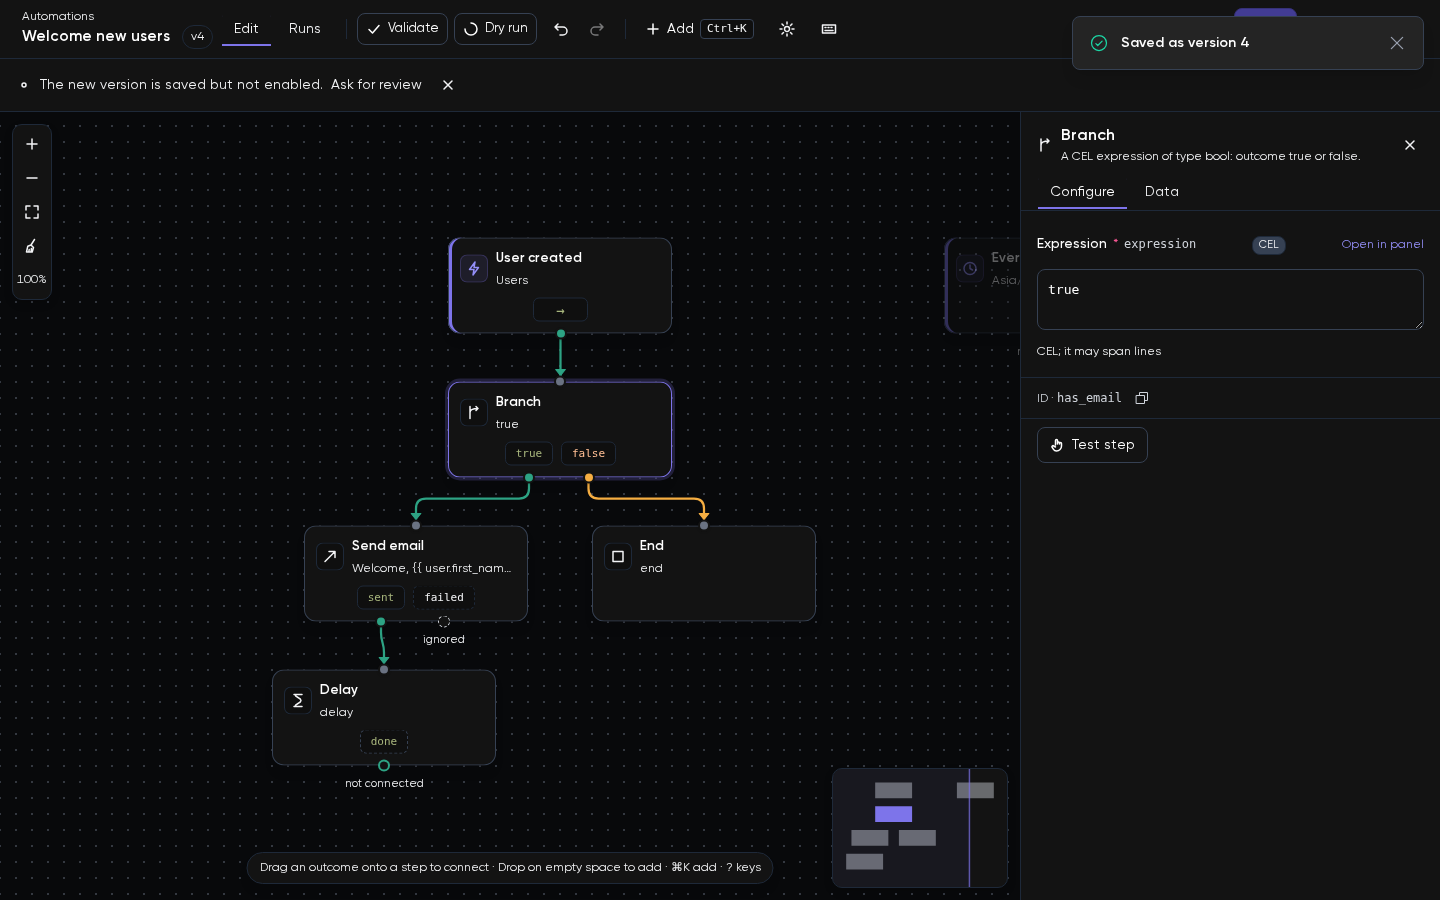 Automations
Welcome new users
v4
Edit
Runs
Validate
Dry run
Add
Ctrl+K
Saved as version 4
The new version is saved but not enabled. Ask for review
100%
User created
Users
→
Branch
true
true
false
Send email
Welcome, {{ user.first_nam...
sent
failed
ignored
End
end
Delay
delay
done
not connected
Drag an outcome onto a step to connect · Drop on empty space to add · ⌘K add · ? keys
Branch
A CEL expression of type bool: outcome true or false.
Configure
Data
Expression * expression
CEL
Open in panel
true
CEL; it may span lines
ID · has_email
Test step